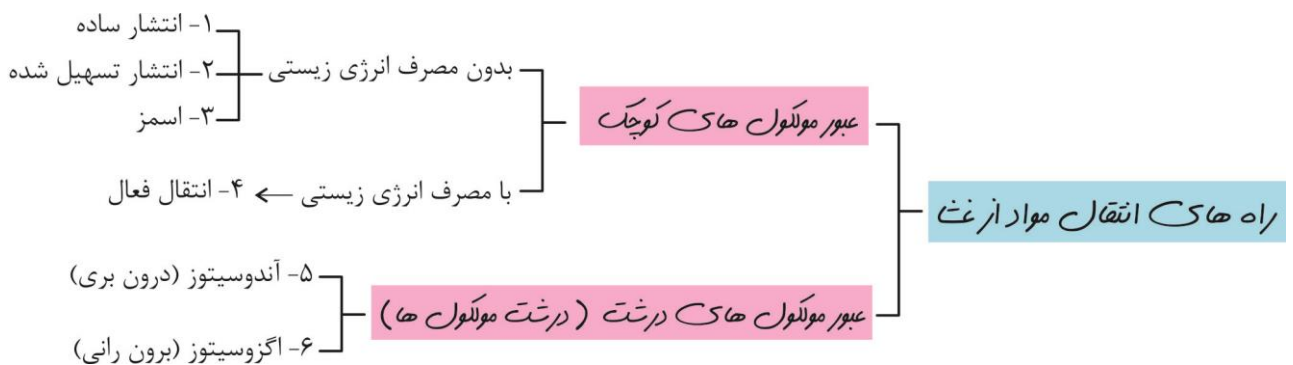 راه های انتقال مواد از غشا
عبور مولکول های کوچک
بدون مصرف انرژی زیستی
۱- انتشار ساده
۲- انتشار تسهیل شده
۳- اسمز
با مصرف انرژی زیستی ← ۴- انتقال فعال
عبور مولکول های درشت (درشت مولکول ها)
۵- آندوسیتوز (درون بری)
۶- اگزوسیتوز (برون رانی)